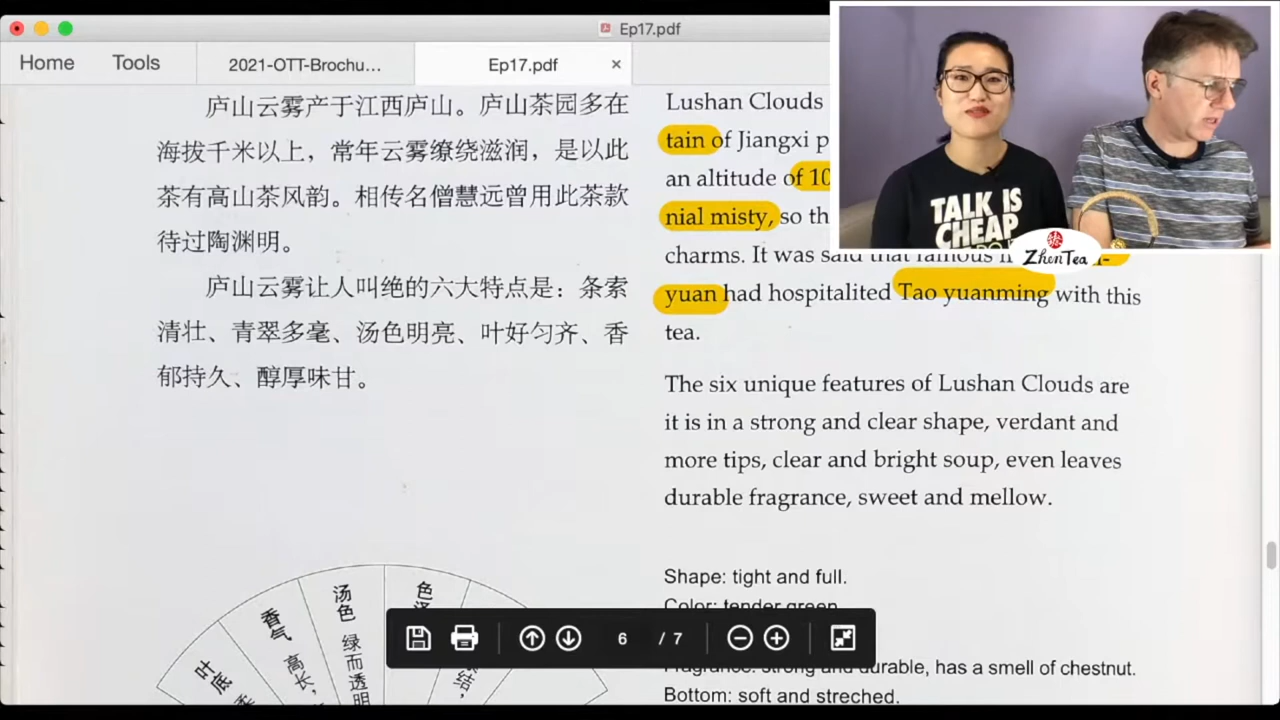 Ep17.pdf
Home
Tools
2021-OTT-Brochu...
Ep17.pdf
×
庐山云雾产于江西庐山。庐山茶园多在
海拔千米以上，常年云雾缭绕滋润，是以此
茶有高山茶风韵。相传名僧慧远曾用此茶款
待过陶渊明。
庐山云雾让人叫绝的六大特点是：条索
清壮、青翠多毫、汤色明亮、叶好匀齐、香
郁持久、醇厚味甘。
叶底
香气
高长，
汤色
绿而透明
Lushan Clouds
tain of Jiangxi
an altitude of 10
nial misty, so
charms. It was said that famous
yuan had hospitalited Tao yuanming with this
tea.
The six unique features of Lushan Clouds are
it is in a strong and clear shape, verdant and
more tips, clear and bright soup, even leaves
durable fragrance, sweet and mellow.
Shape: tight and full.
Color: tender green
Fragrance: strong and durable, has a smell of chestnut.
Bottom: soft and streched.
6 / 7
TALK IS
CHEAP
ZhenTea